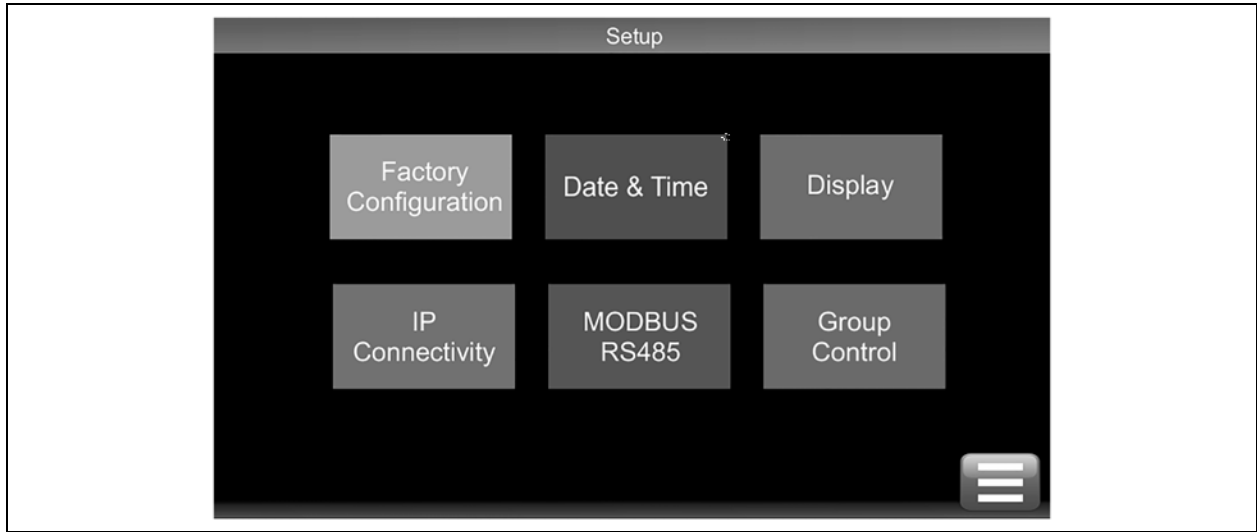 Setup
Factory
Configuration
Date & Time
Display
IP
Connectivity
MODBUS
RS485
Group
Control